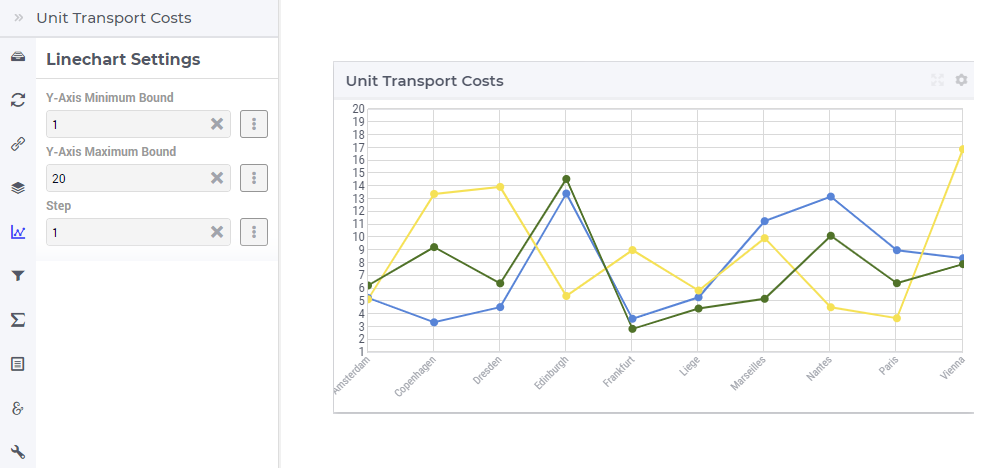 Unit Transport Costs
Linechart Settings
Y-Axis Minimum Bound
1
Y-Axis Maximum Bound
20
Step
1
Unit Transport Costs
20
19
18
17
16
15
14
13
12
11
10
9
8
7
6
5
4
3
2
1
Amsterdam
Copenhagen
Dresden
Edinburgh
Frankfurt
Liege
Marseilles
Nantes
Paris
Vienna